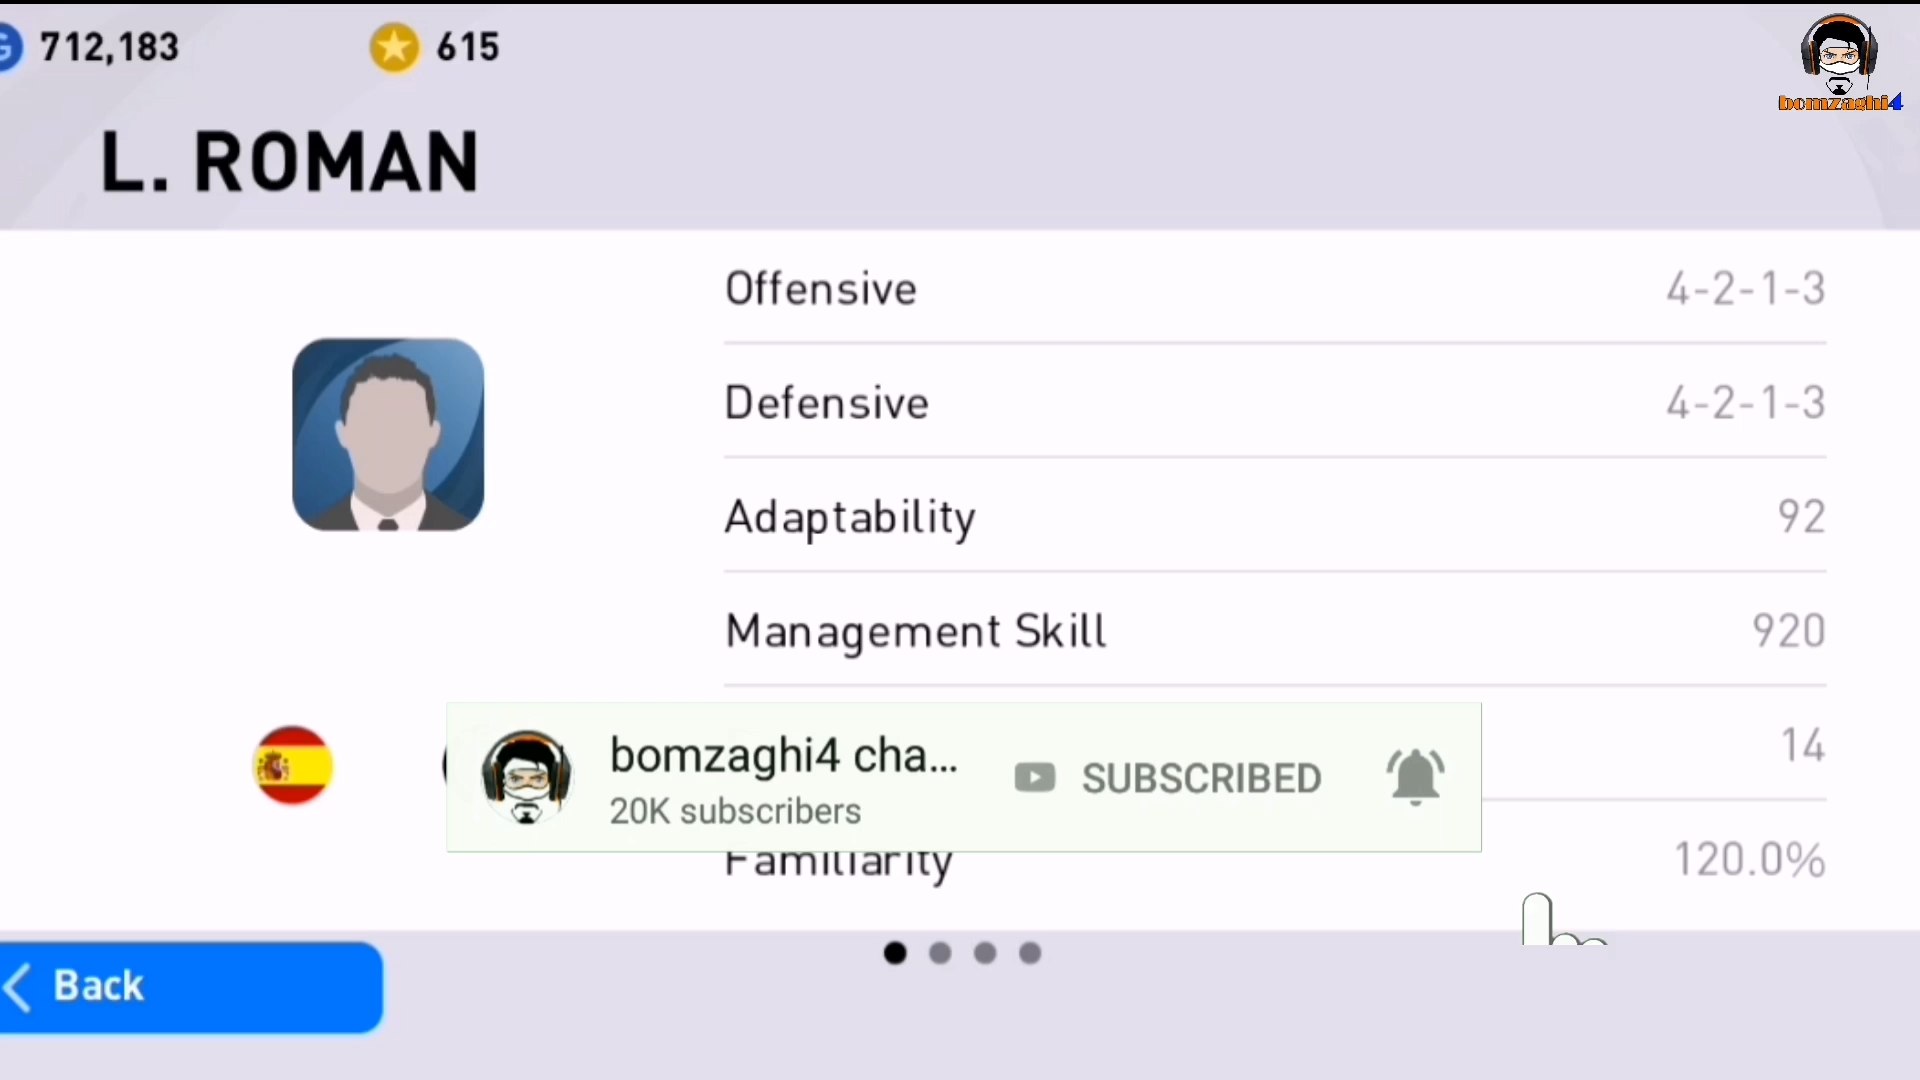 712,183
615
bomzaghi4
L. ROMAN
Offensive 4-2-1-3
Defensive 4-2-1-3
Adaptability 92
Management Skill 920
14
bomzaghi4 cha...
20K subscribers
SUBSCRIBED
Familiarity 120.0%
Back